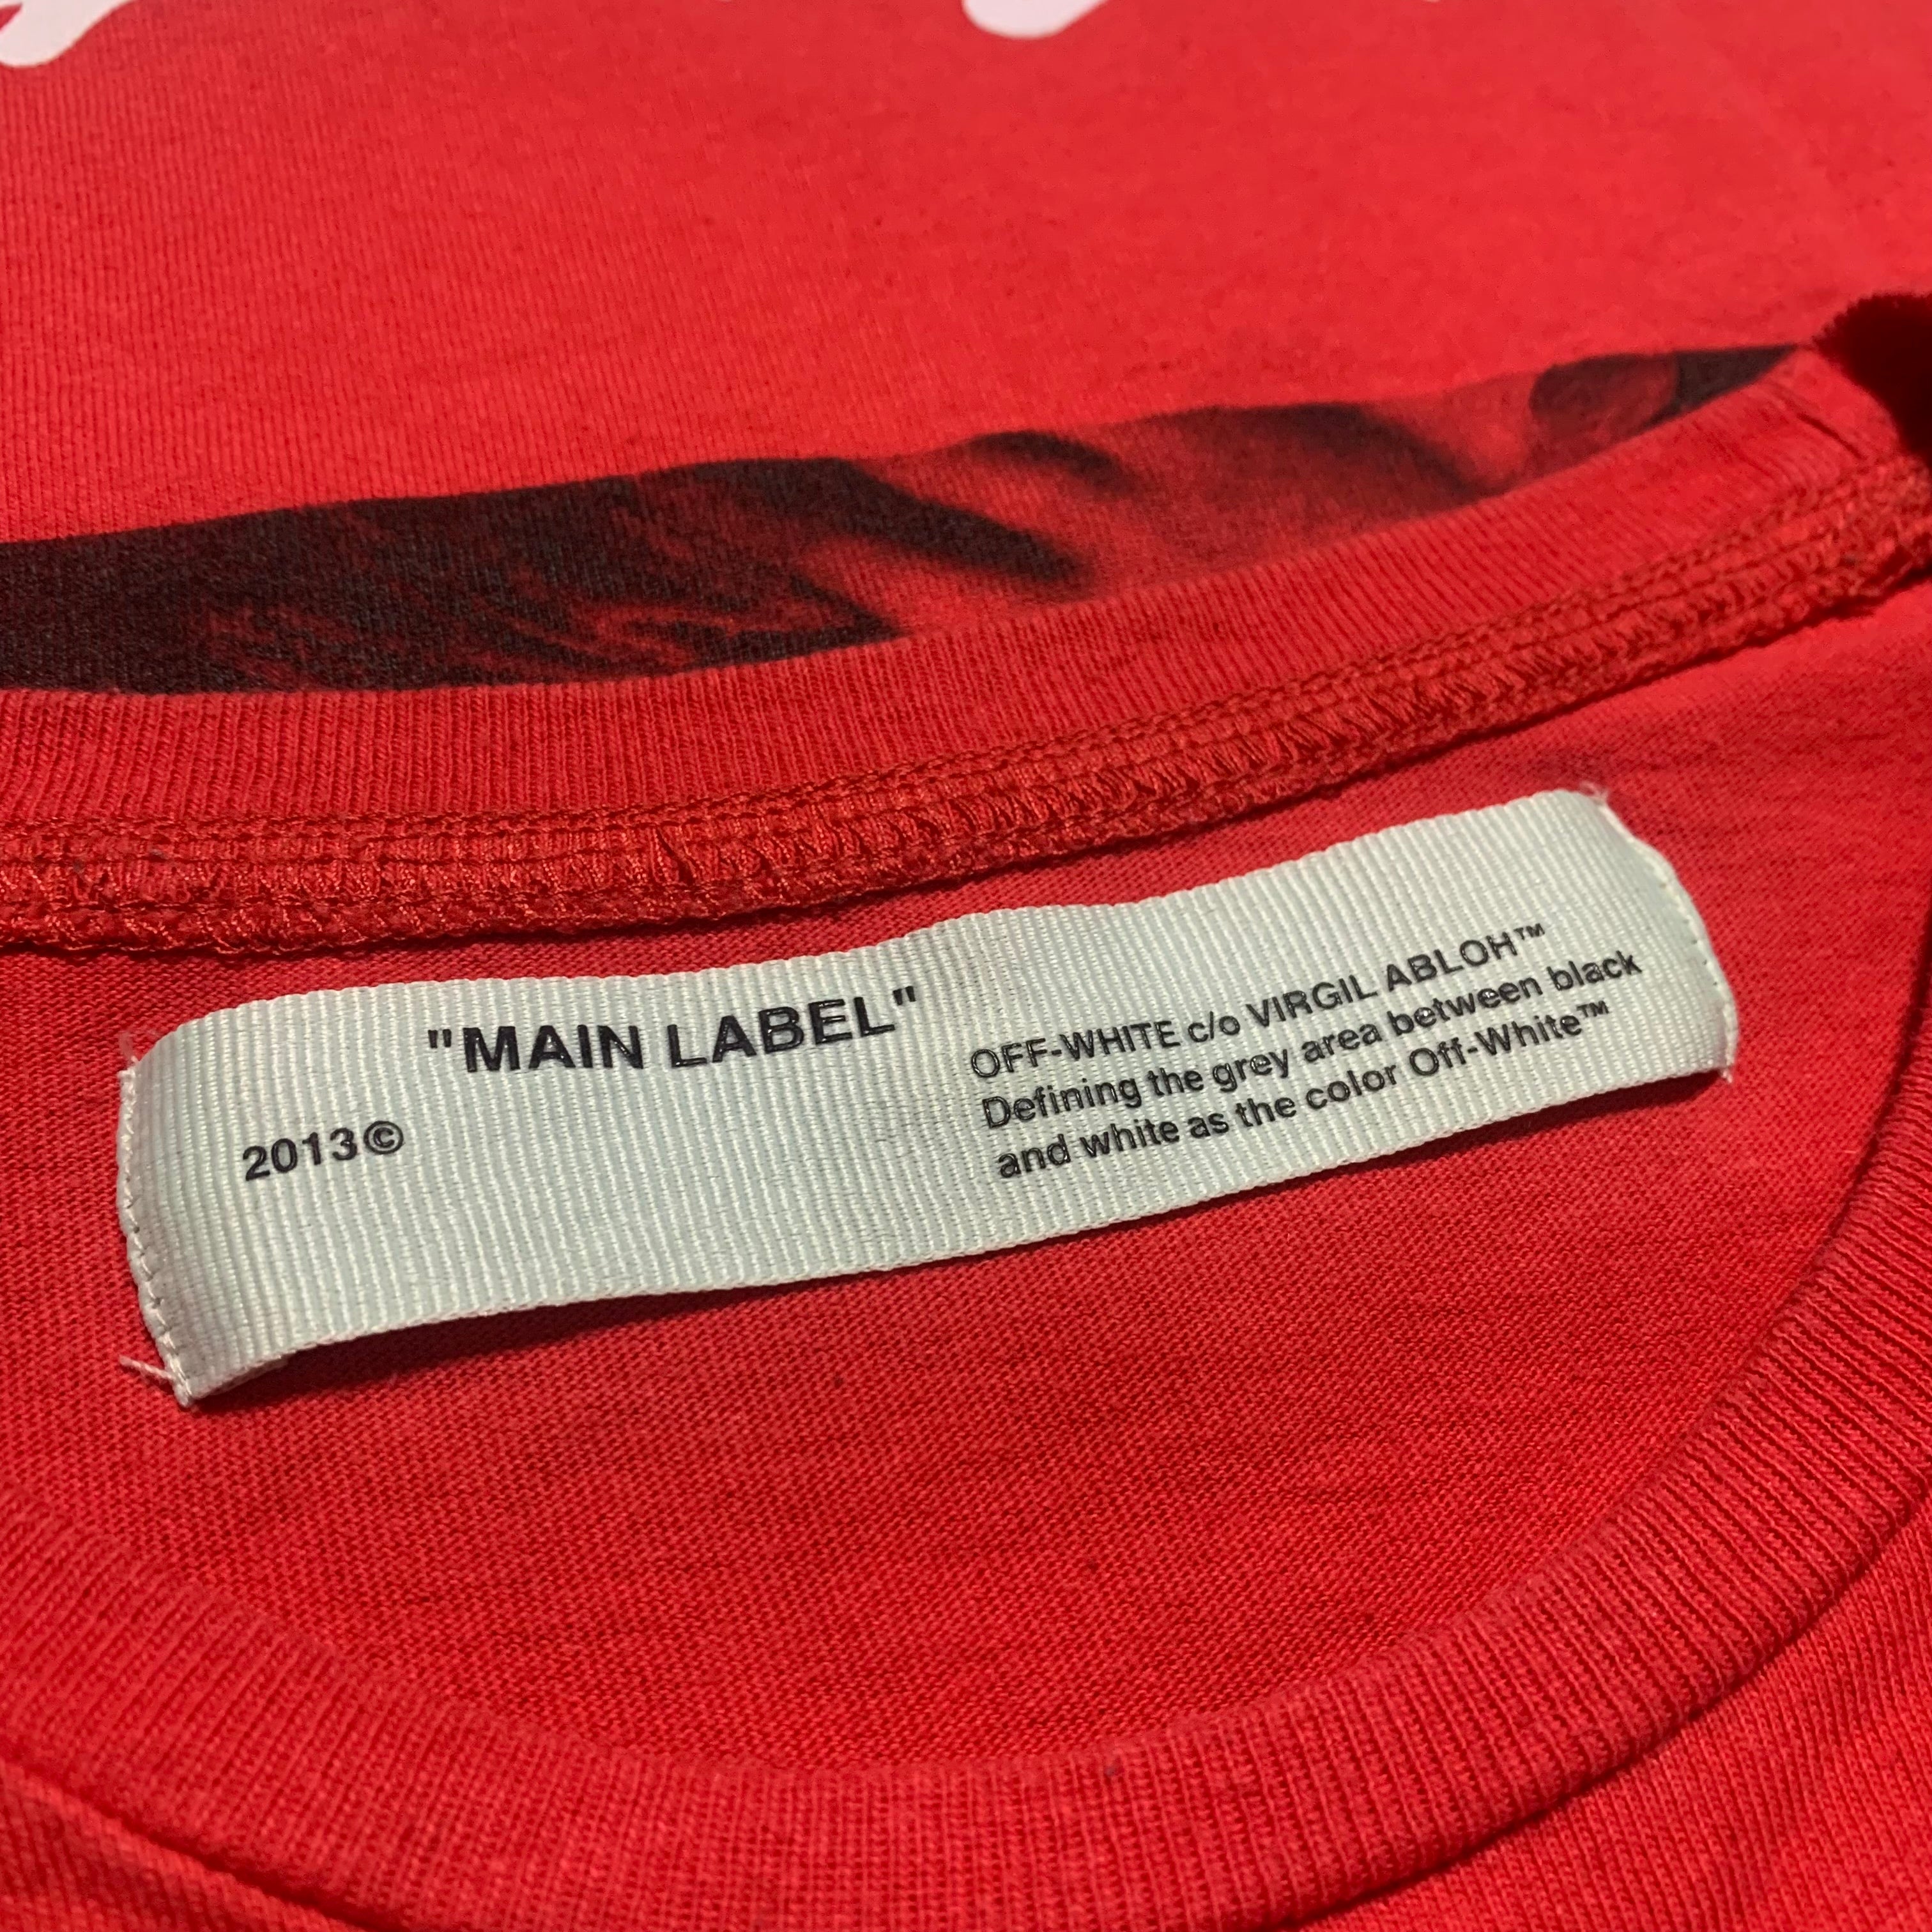 "MAIN LABEL"
2013©
OFF-WHITE c/o VIRGIL ABLOH™
Defining the grey area between black
and white as the color Off-White™